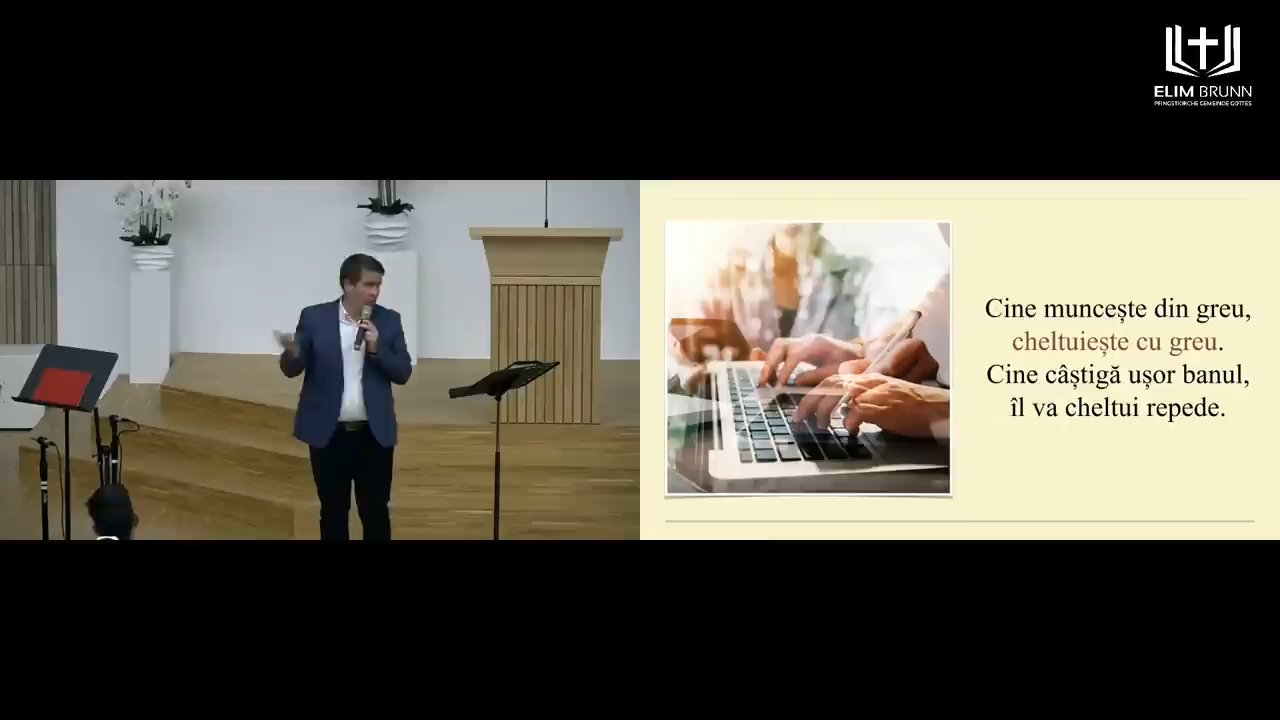 ELIM BRUNN
PFINGSTKIRCHE GEMEINDE GOTTES
Cine muncește din greu,
cheltuiește cu greu.
Cine câștigă ușor banul,
îl va cheltui repede.